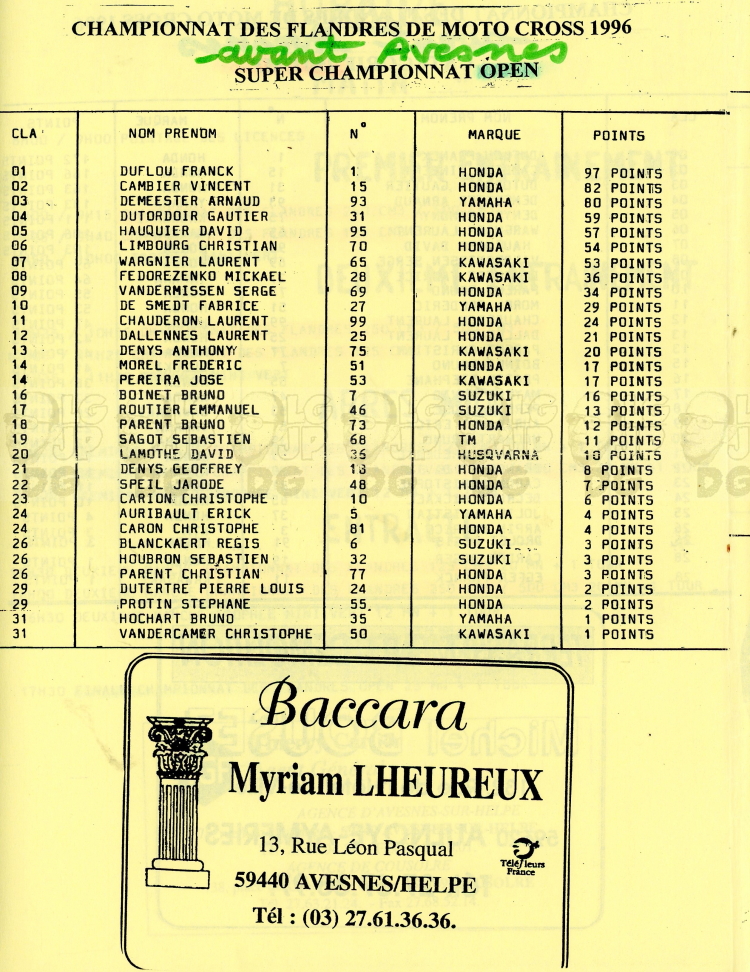 CHAMPIONNAT DES FLANDRES DE MOTO CROSS 1996
avant Avesnes
SUPER CHAMPIONNAT OPEN
CLA NOM PRENOM N° MARQUE POINTS
01 DUFLOU FRANCK 1 HONDA 97 POINTS
02 CAMBIER VINCENT 15 HONDA 82 POINTS
03 DEMEESTER ARNAUD 93 YAMAHA 80 POINTS
04 DUTORDOIR GAUTIER 31 HONDA 59 POINTS
05 HAUQUIER DAVID 95 HONDA 57 POINTS
06 LIMBOURG CHRISTIAN 70 HONDA 54 POINTS
07 WARGNIER LAURENT 65 KAWASAKI 53 POINTS
08 FEDOREZENKO MICKAEL 28 KAWASAKI 36 POINTS
09 VANDERMISSEN SERGE 69 HONDA 34 POINTS
10 DE SMEDT FABRICE 27 YAMAHA 29 POINTS
11 CHAUDERON LAURENT 99 HONDA 24 POINTS
12 DALLENNES LAURENT 25 HONDA 21 POINTS
13 DENYS ANTHONY 75 KAWASAKI 20 POINTS
14 MOREL FREDERIC 51 HONDA 17 POINTS
14 PEREIRA JOSE 53 KAWASAKI 17 POINTS
16 BOINET BRUNO 7 SUZUKI 16 POINTS
17 ROUTIER EMMANUEL 46 SUZUKI 13 POINTS
18 PARENT BRUNO 73 HONDA 12 POINTS
19 SAGOT SEBASTIEN 68 TM 11 POINTS
20 LAMOTHE DAVID HUSQVARNA 10 POINTS
21 DENYS GEOFFREY 18 HONDA 8 POINTS
22 SPEIL JARODE 48 HONDA 7 POINTS
23 CARION CHRISTOPHE 10 HONDA 6 POINTS
24 AURIBAULT ERICK 5 YAMAHA 4 POINTS
24 CARON CHRISTOPHE 81 HONDA 4 POINTS
26 BLANCKAERT REGIS 6 SUZUKI 3 POINTS
26 HOUBRON SEBASTIEN 32 SUZUKI 3 POINTS
26 PARENT CHRISTIAN 77 HONDA 3 POINTS
29 DUTERTRE PIERRE LOUIS 24 HONDA 2 POINTS
29 PROTIN STEPHANE 55 HONDA 2 POINTS
31 HOCHART BRUNO 35 YAMAHA 1 POINTS
31 VANDERCAMER CHRISTOPHE 50 KAWASAKI 1 POINTS
Baccara
Myriam LHEUREUX
13, Rue Léon Pasqual
Téléfleurs
France
59440 AVESNES/HELPE
Tél : (03) 27.61.36.36.